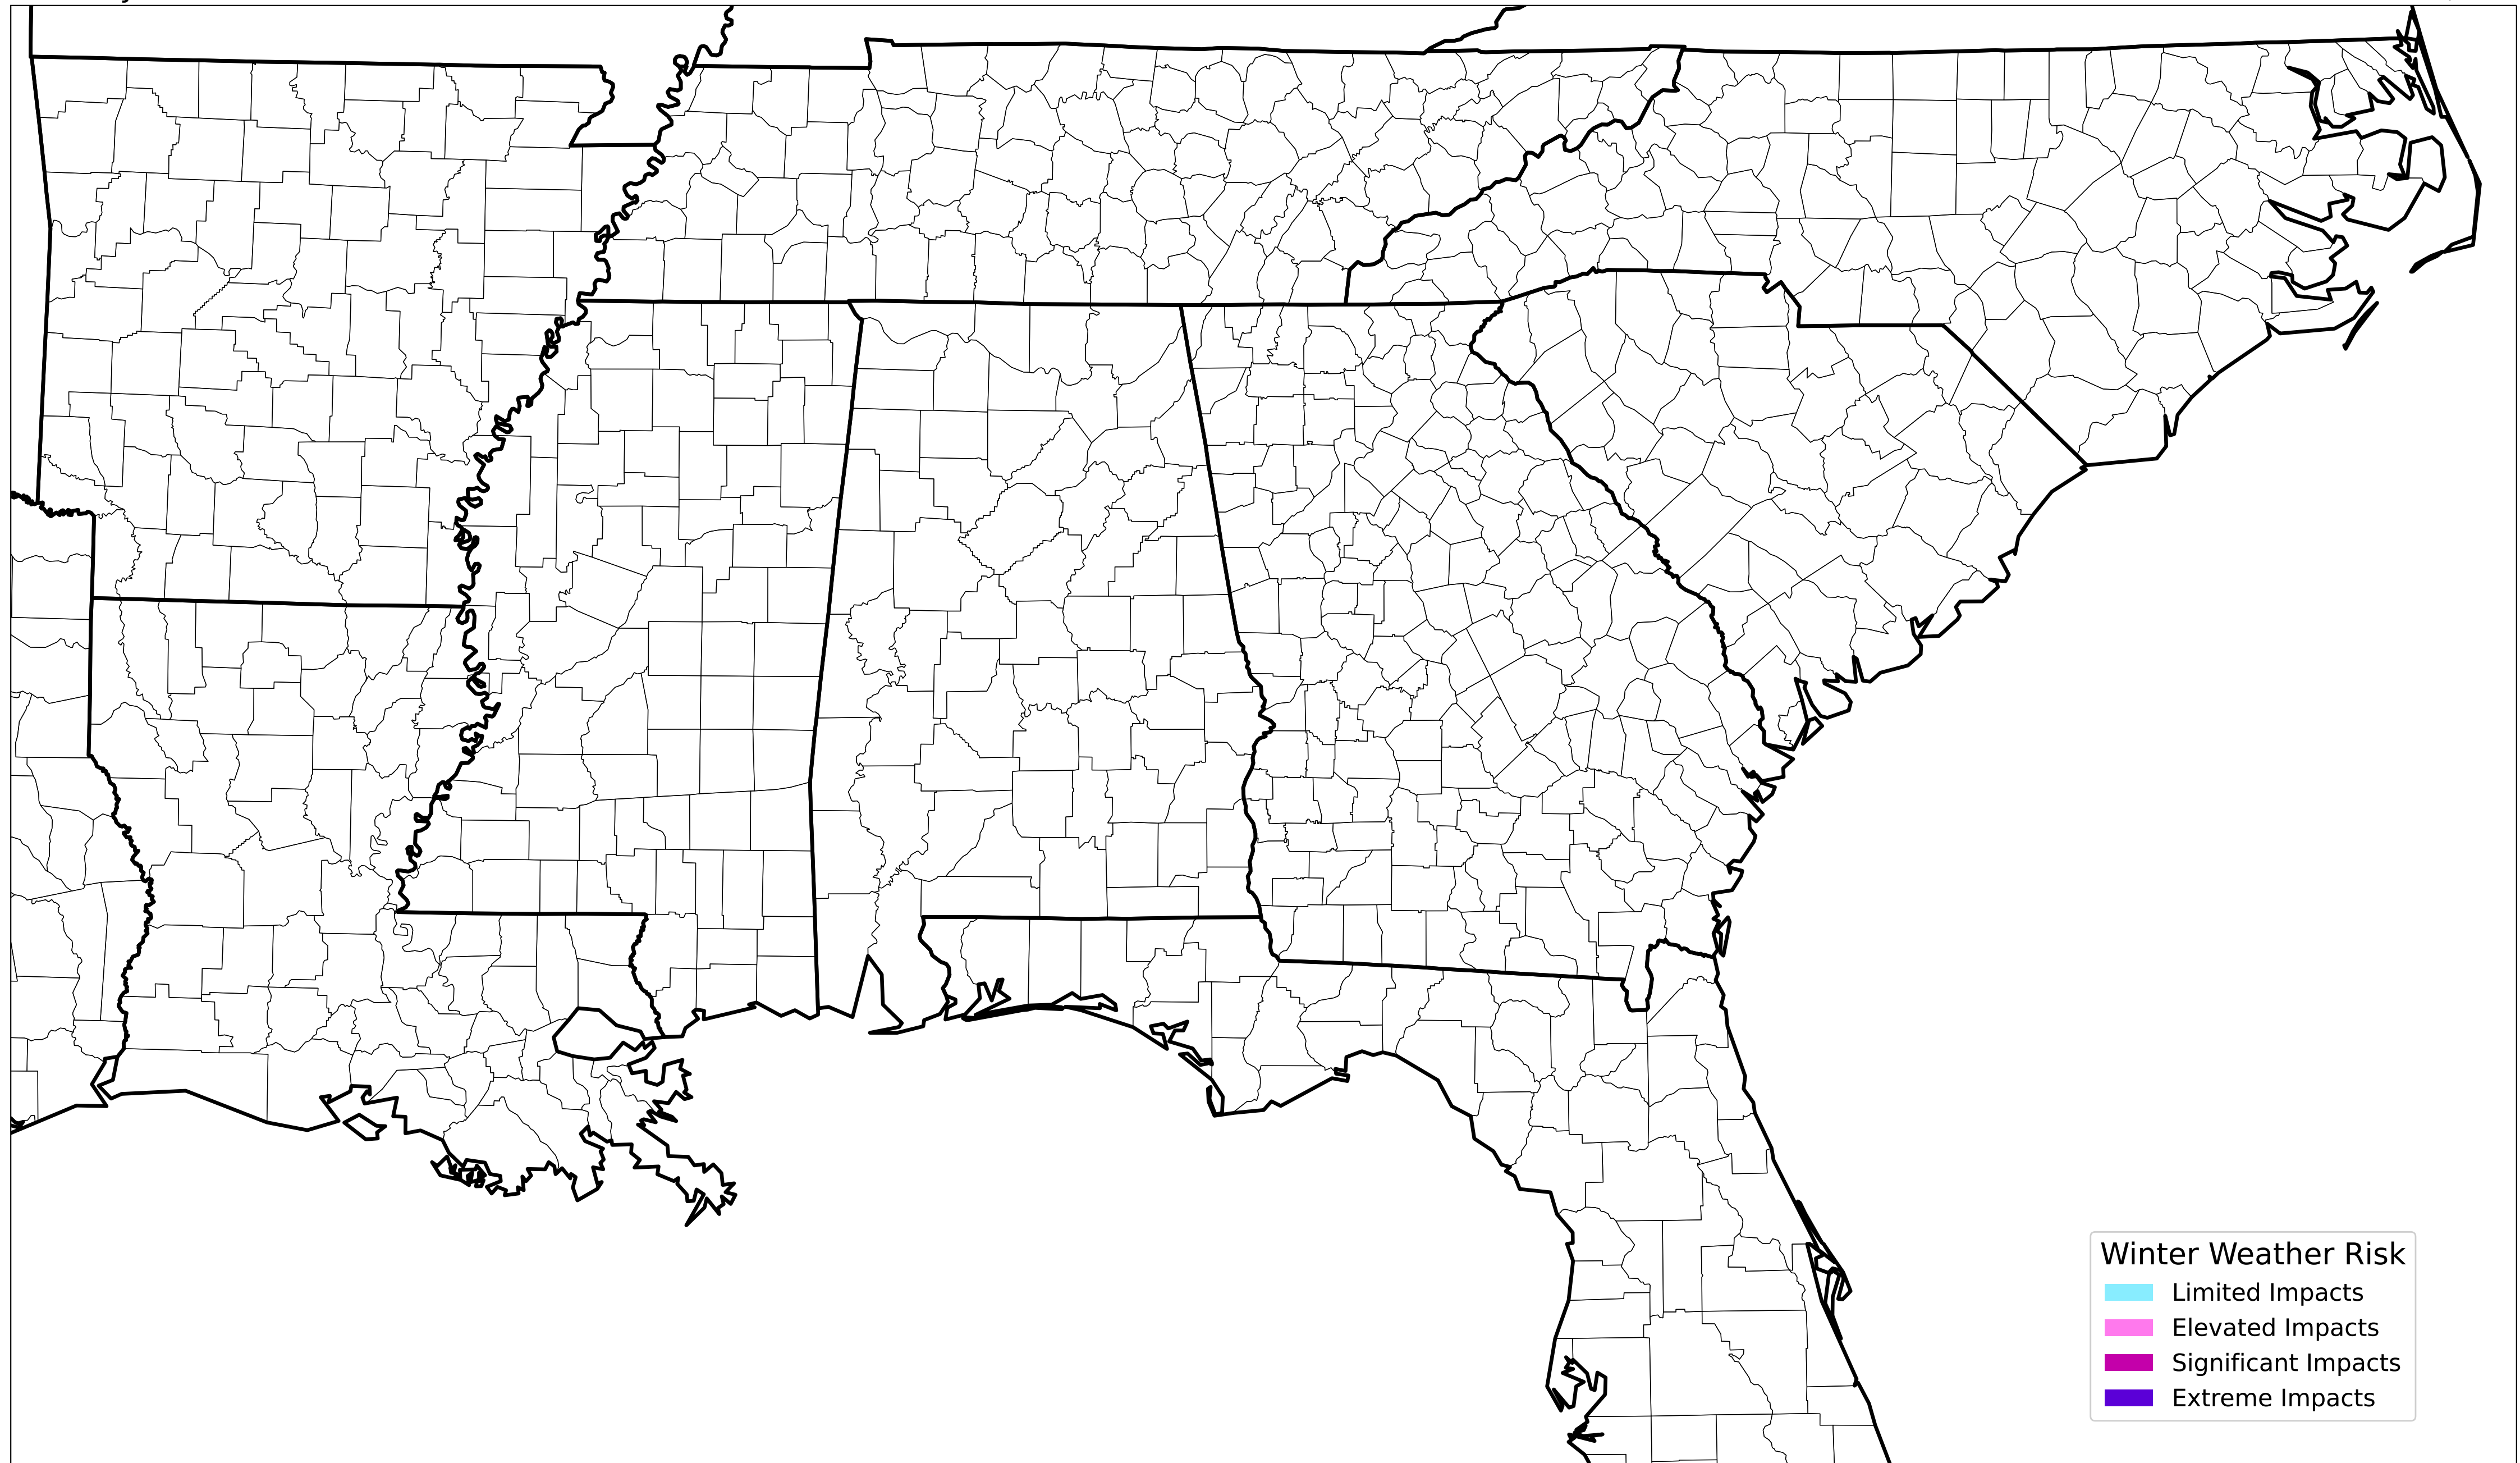 Winter Weather Risk
Limited Impacts
Elevated Impacts
Significant Impacts
Extreme Impacts